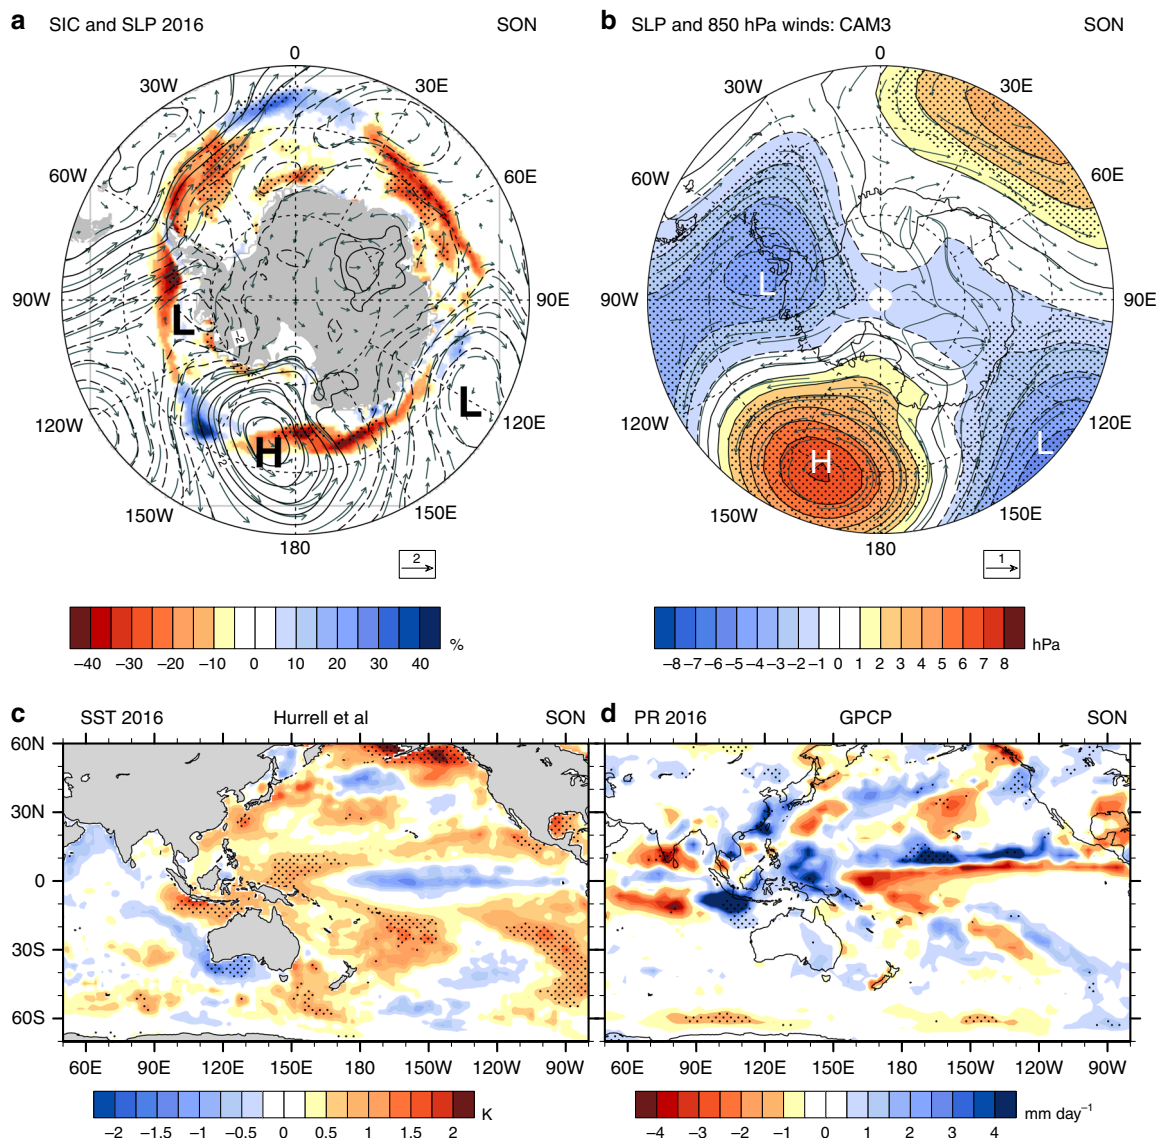 a SIC and SLP 2016 SON
0
30W 30E
60W 60E
90W 90E
120W 120E
150W 150E
180
L
L
H
-2
2
2
−40 −30 −20 −10 0 10 20 30 40 %
b SLP and 850 hPa winds: CAM3 SON
0
30W 30E
60W 60E
90W 90E
120W 120E
150W 150E
180
L
H
L
1
−8 −7 −6 −5 −4 −3 −2 −1 0 1 2 3 4 5 6 7 8 hPa
c SST 2016 Hurrell et al SON
60N
30N
0
30S
60S
60E 90E 120E 150E 180 150W 120W 90W
−2 −1.5 −1 −0.5 0 0.5 1 1.5 2 K
d PR 2016 GPCP SON
60E 90E 120E 150E 180 150W 120W 90W
−4 −3 −2 −1 0 1 2 3 4 mm day−1